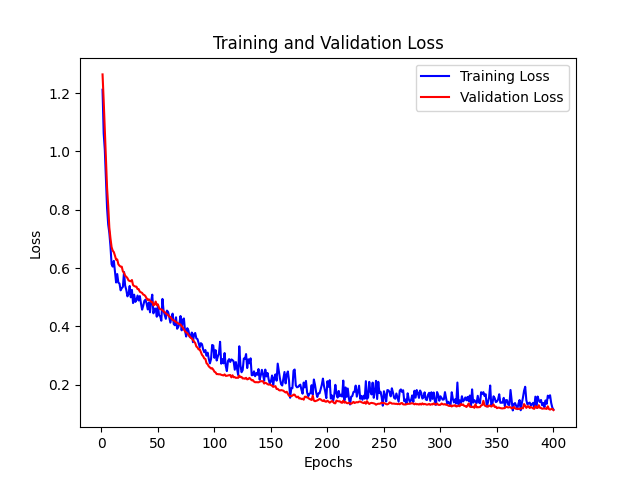 Training and Validation Loss
Training Loss
Validation Loss
Loss
1.2
1.0
0.8
0.6
0.4
0.2
0 50 100 150 200 250 300 350 400
Epochs